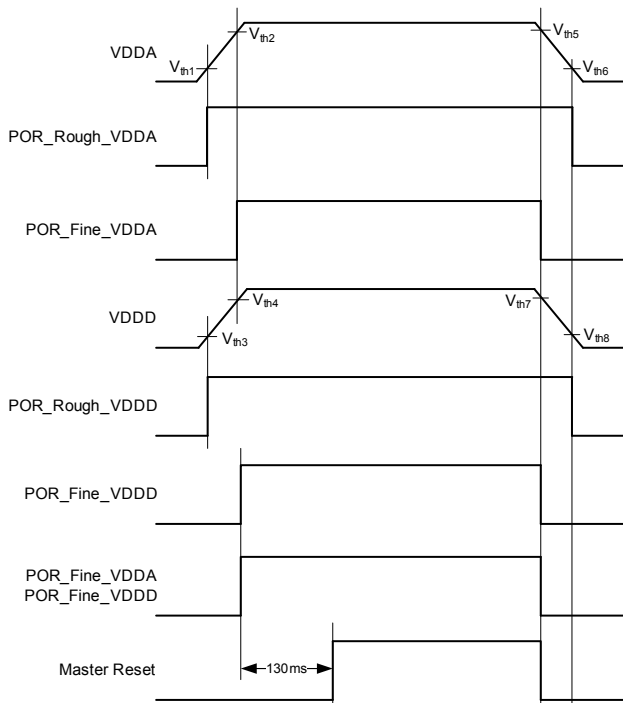 VDDA
Vth1
Vth2
Vth5
Vth6
POR_Rough_VDDA
POR_Fine_VDDA
VDDD
Vth3
Vth4
Vth7
Vth8
POR_Rough_VDDD
POR_Fine_VDDD
POR_Fine_VDDA
POR_Fine_VDDD
Master Reset
130ms